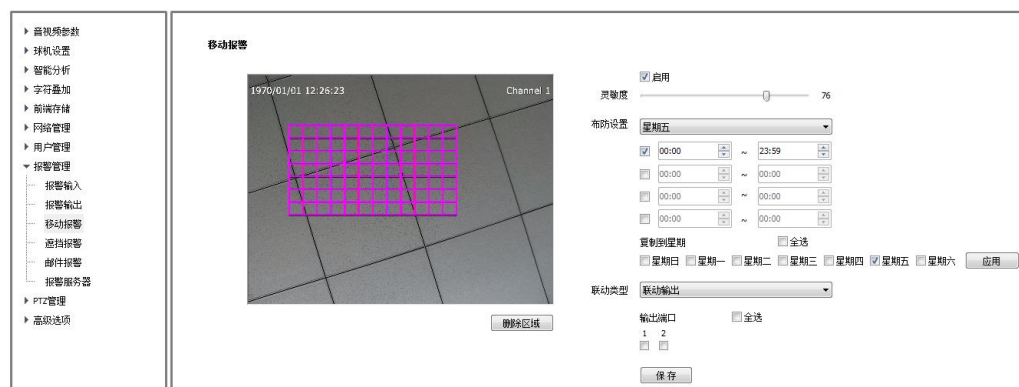 音视频参数
球机设置
智能分析
字符叠加
前端存储
网络管理
用户管理
报警管理
报警输入
报警输出
移动报警
遮挡报警
邮件报警
报警服务器
PTZ管理
高级选项
移动报警
1970/01/01 12:26:23 Channel 1
删除区域
启用
灵敏度 76
布防设置 星期五
00:00 ~ 23:59
00:00 ~ 00:00
00:00 ~ 00:00
00:00 ~ 00:00
复制到星期 全选
星期日 星期一 星期二 星期三 星期四 星期五 星期六 应用
联动类型 联动输出
输出端口 全选
1 2
保存